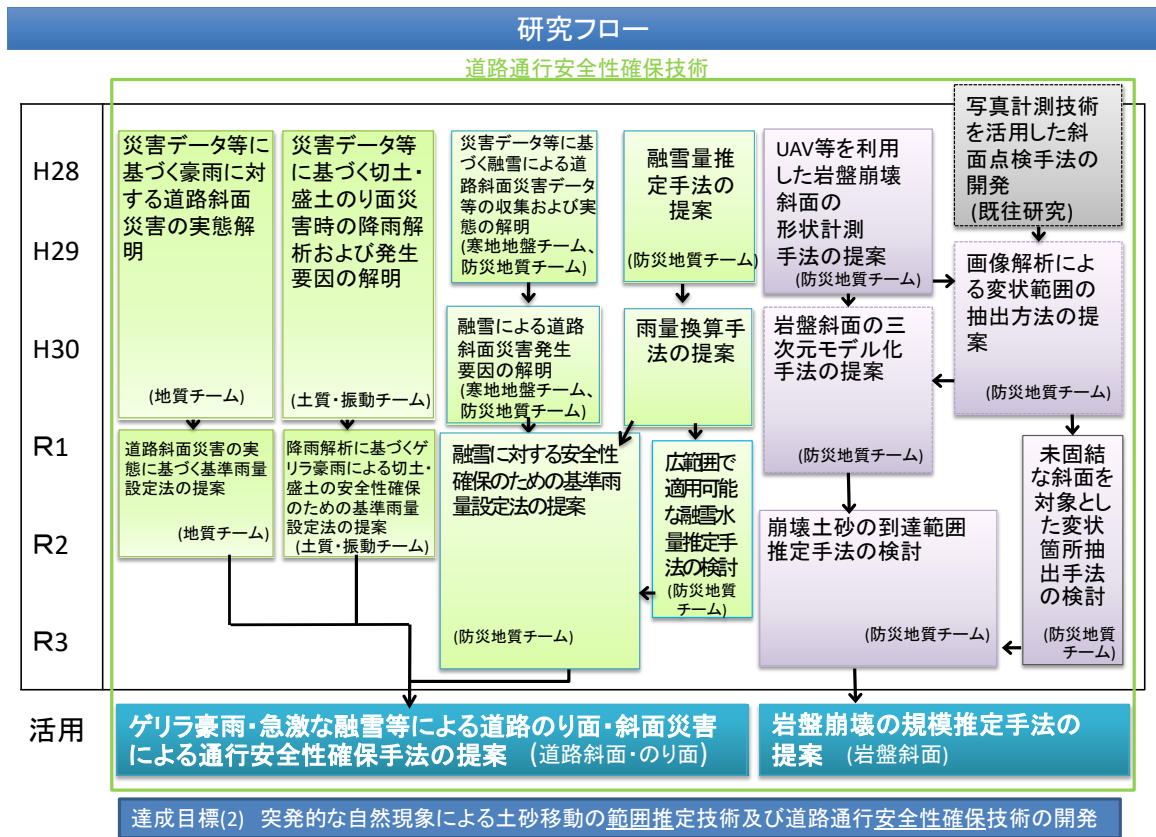 研究フロー
道路通行安全性確保技術
H28
H29
H30
R1
R2
R3
活用
災害データ等に
基づく豪雨に対
する道路斜面
災害の実態解
明
(地質チーム)
災害データ等
に基づく切土・
盛土のり面災
害時の降雨解
析および発生
要因の解明
(土質・振動チーム)
災害データ等に基
づく融雪による道
路斜面災害データ
等の収集および実
態の解明
(寒地地盤チーム、
防災地質チーム)
融雪量推
定手法の
提案
(防災地質チーム)
UAV等を利用
した岩盤崩壊
斜面の
形状計測
手法の提案
(防災地質チーム)
写真計測技術
を活用した斜
面点検手法の
開発
(既往研究)
画像解析によ
る変状範囲の
抽出方法の提
案
(防災地質チーム)
融雪による道路
斜面災害発生
要因の解明
(寒地地盤チーム、
防災地質チーム)
雨量換算手
法の提案
岩盤斜面の三
次元モデル化
手法の提案
(防災地質チーム)
道路斜面災害の実
態に基づく基準雨量
設定法の提案
(地質チーム)
降雨解析に基づくゲ
リラ豪雨による切土・
盛土の安全性確保
のための基準雨量
設定法の提案
(土質・振動チーム)
融雪に対する安全性
確保のための基準雨
量設定法の提案
(防災地質チーム)
広範囲で
適用可能
な融雪水
量推定手
法の検討
(防災地質
チーム)
崩壊土砂の到達範囲
推定手法の検討
(防災地質チーム)
未固結
な斜面を
対象とし
た変状
箇所抽
出手法
の検討
(防災地質
チーム)
ゲリラ豪雨・急激な融雪等による道路のり面・斜面災害
による通行安全性確保手法の提案 (道路斜面・のり面)
岩盤崩壊の規模推定手法の
提案 (岩盤斜面)
達成目標(2) 突発的な自然現象による土砂移動の範囲推定技術及び道路通行安全性確保技術の開発